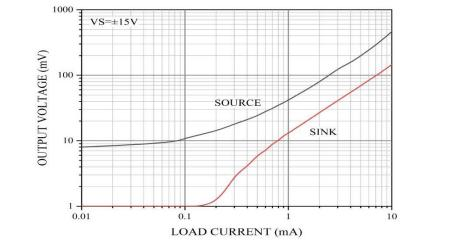 VS=±15V
1000
100
10
1
OUTPUT VOLTAGE (mV)
SOURCE
SINK
0.01
0.1
1
10
LOAD CURRENT (mA)